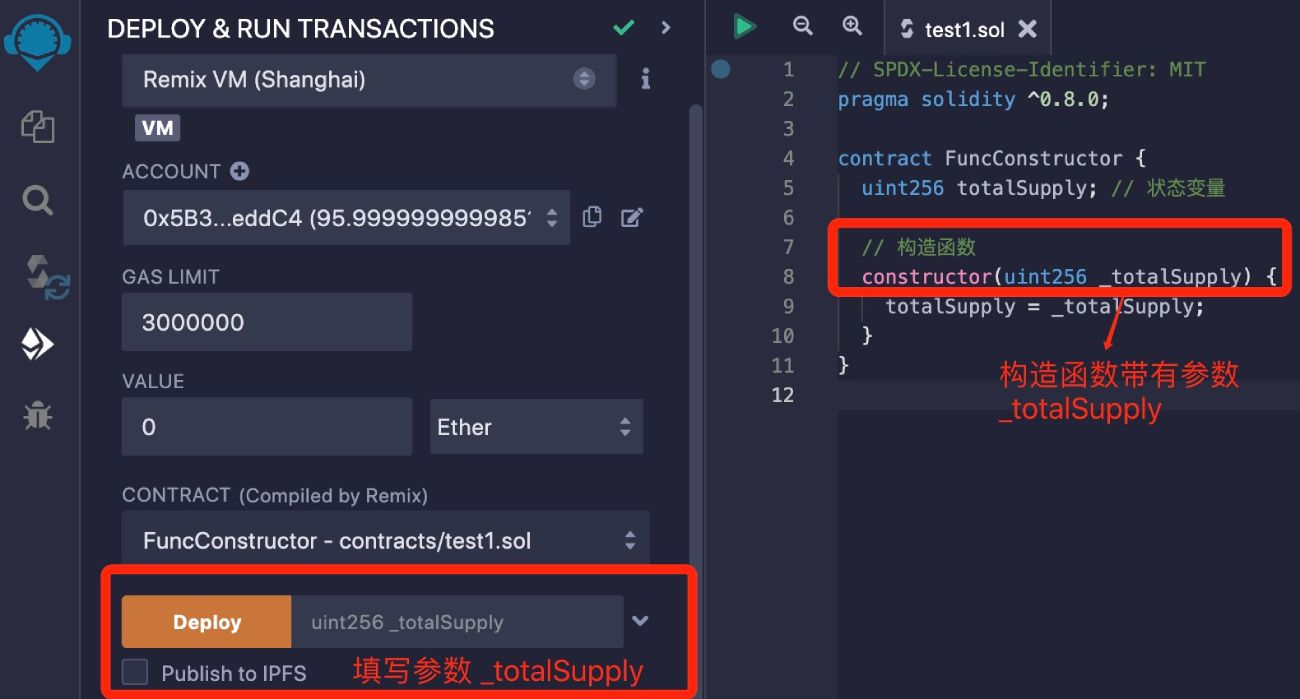 DEPLOY & RUN TRANSACTIONS
Remix VM (Shanghai)
VM
ACCOUNT
0x5B3...eddC4 (95.999999999985
GAS LIMIT
3000000
VALUE
0
Ether
CONTRACT (Compiled by Remix)
FuncConstructor - contracts/test1.sol
Deploy
uint256 _totalSupply
Publish to IPFS
填写参数 _totalSupply
test1.sol
1 // SPDX-License-Identifier: MIT
2 pragma solidity ^0.8.0;
3
4 contract FuncConstructor {
5 uint256 totalSupply; // 状态变量
6
7 // 构造函数
8 constructor(uint256 _totalSupply) {
9 totalSupply = _totalSupply;
10 }
11 }
12
构造函数带有参数
_totalSupply